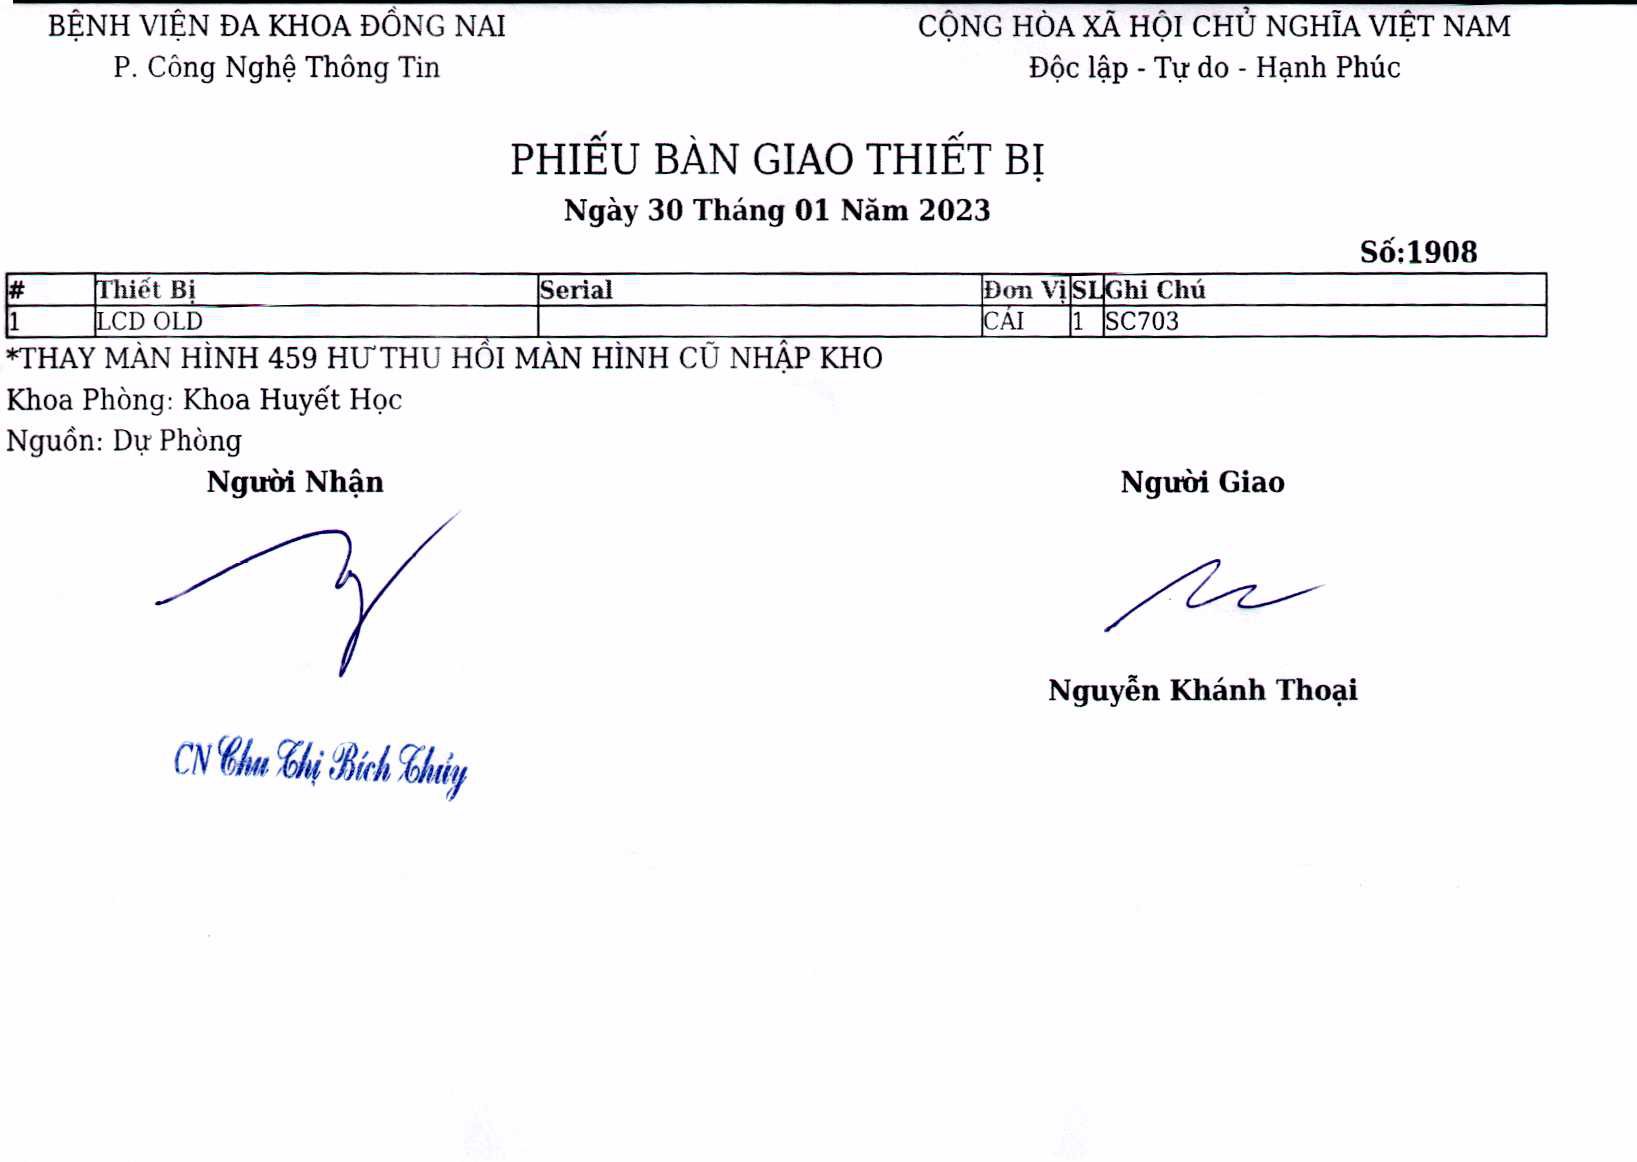 BỆNH VIỆN ĐA KHOA ĐỒNG NAI
P. Công Nghệ Thông Tin
CỘNG HÒA XÃ HỘI CHỦ NGHĨA VIỆT NAM
Độc lập - Tự do - Hạnh Phúc
PHIẾU BÀN GIAO THIẾT BỊ
Ngày 30 Tháng 01 Năm 2023
Số:1908
# Thiết Bị Serial Đơn Vị SL Ghi Chú
1 LCD OLD CÁI 1 SC703
*THAY MÀN HÌNH 459 HƯ THU HỒI MÀN HÌNH CŨ NHẬP KHO
Khoa Phòng: Khoa Huyết Học
Nguồn: Dự Phòng
Người Nhận Người Giao
Nguyễn Khánh Thoại
CN Chu Thị Bích Thúy